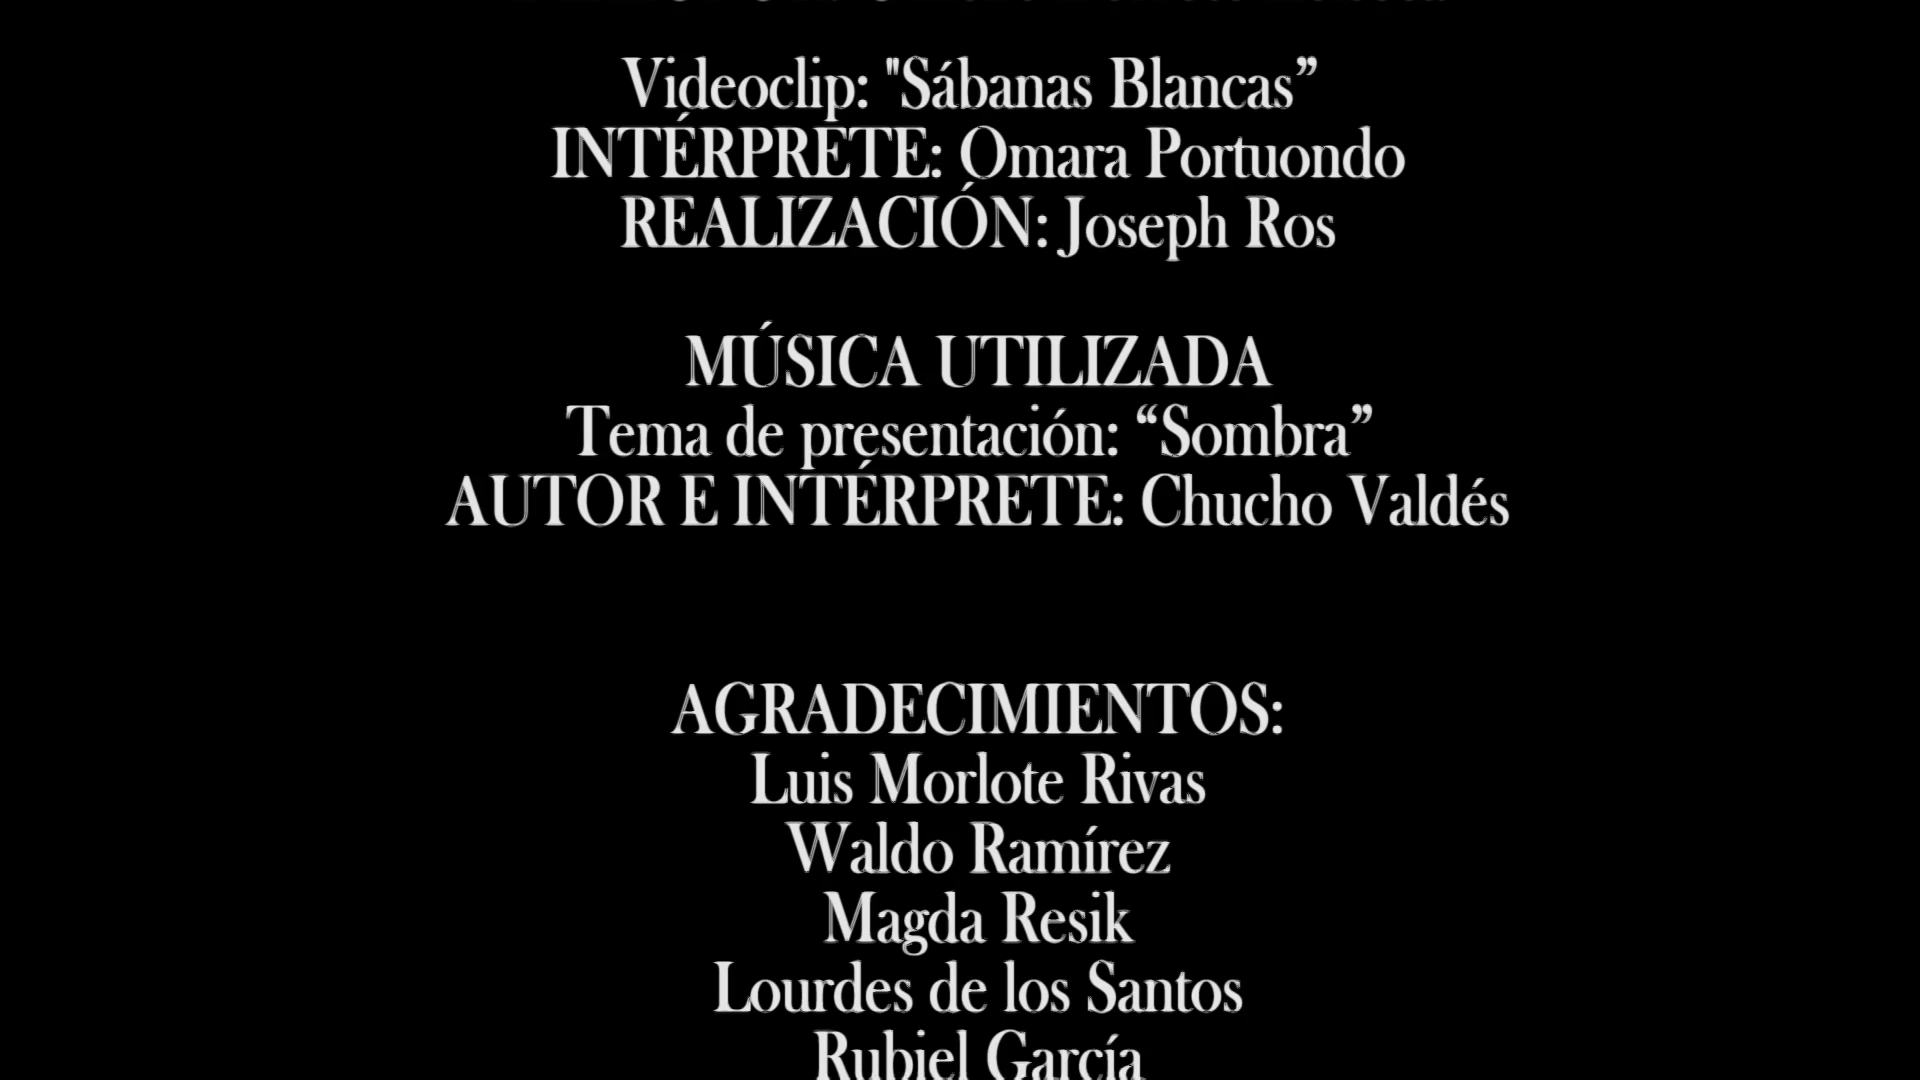 Videoclip: "Sábanas Blancas”
INTÉRPRETE: Omara Portuondo
REALIZACIÓN: Joseph Ros
MÚSICA UTILIZADA
Tema de presentación: “Sombra”
AUTOR E INTÉRPRETE: Chucho Valdés
AGRADECIMIENTOS:
Luis Morlote Rivas
Waldo Ramírez
Magda Resik
Lourdes de los Santos
Rubiel García